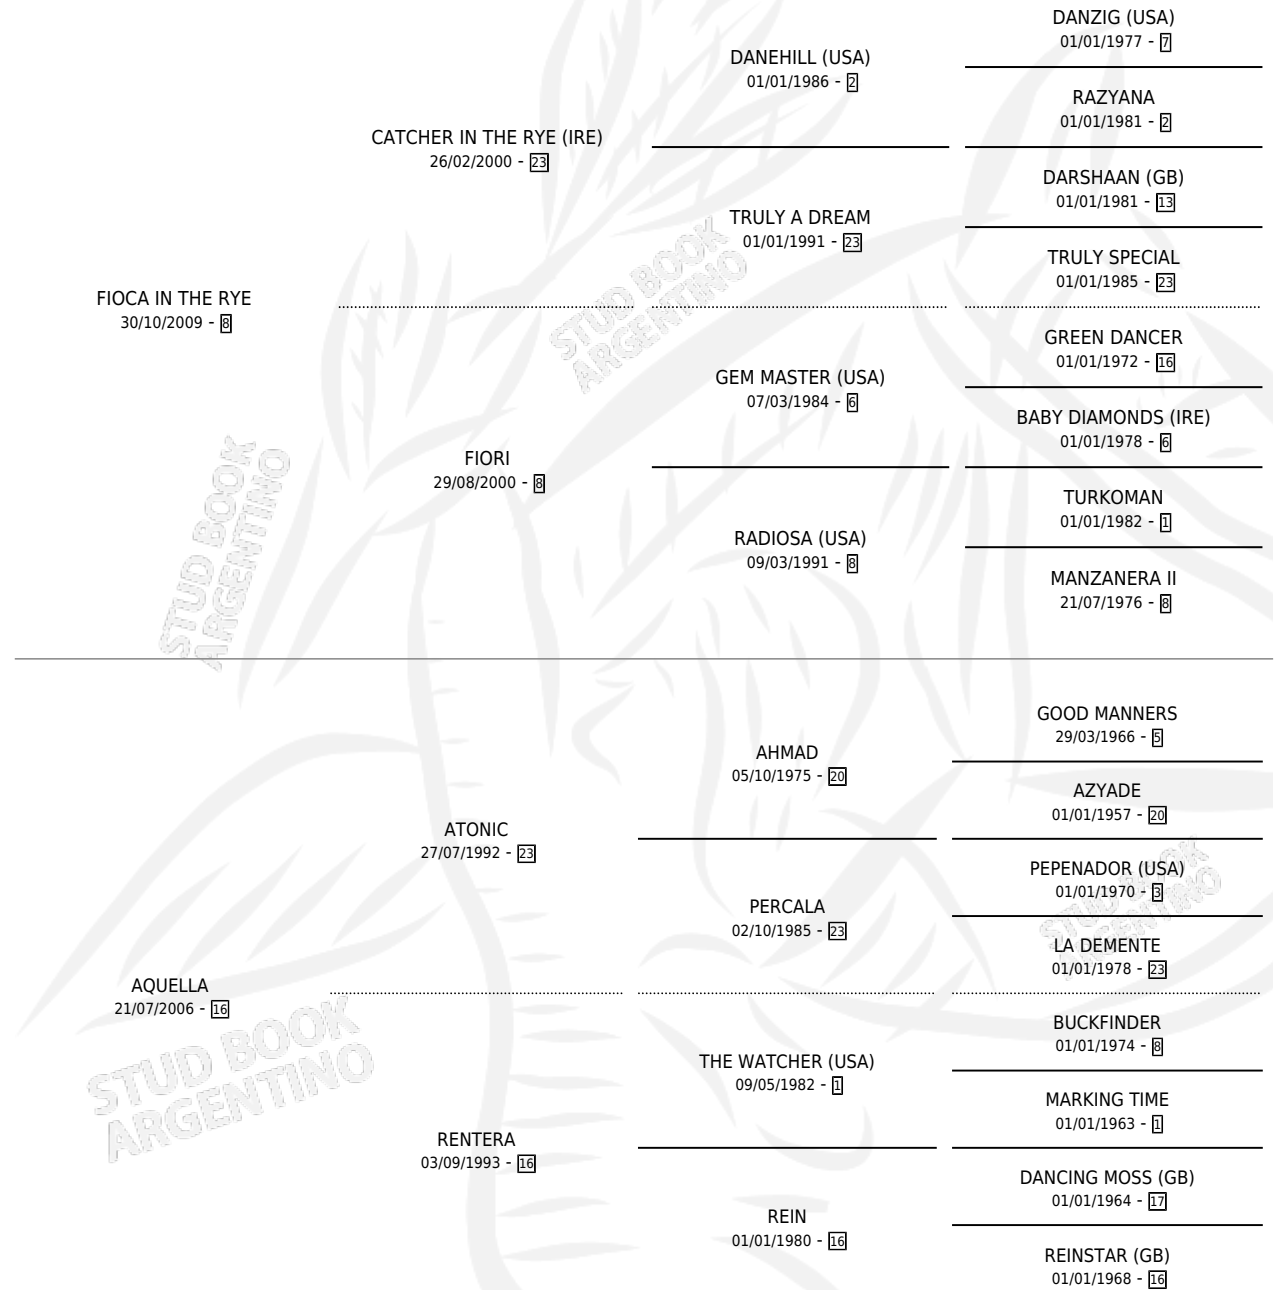 DANZIG (USA)
01/01/1977 - 7
DANEHILL (USA)
01/01/1986 - 2
RAZYANA
01/01/1981 - 2
CATCHER IN THE RYE (IRE)
26/02/2000 - 23
DARSHAAN (GB)
01/01/1981 - 13
TRULY A DREAM
01/01/1991 - 23
TRULY SPECIAL
01/01/1985 - 23
FIOCA IN THE RYE
30/10/2009 - 8
GREEN DANCER
01/01/1972 - 16
GEM MASTER (USA)
07/03/1984 - 6
BABY DIAMONDS (IRE)
01/01/1978 - 6
FIORI
29/08/2000 - 8
TURKOMAN
01/01/1982 - 1
RADIOSA (USA)
09/03/1991 - 8
MANZANERA II
21/07/1976 - 8
STUD BOOK
ARGENTINO
STUD BOOK
ARGENTINO
GOOD MANNERS
29/03/1966 - 5
AHMAD
05/10/1975 - 20
AZYADE
01/01/1957 - 20
ATONIC
27/07/1992 - 23
PEPENADOR (USA)
01/01/1970 - 3
PERCALA
02/10/1985 - 23
LA DEMENTE
01/01/1978 - 23
AQUELLA
21/07/2006 - 16
BUCKFINDER
01/01/1974 - 8
THE WATCHER (USA)
09/05/1982 - 1
MARKING TIME
01/01/1963 - 1
RENTERA
03/09/1993 - 16
DANCING MOSS (GB)
01/01/1964 - 17
REIN
01/01/1980 - 16
REINSTAR (GB)
01/01/1968 - 16
STUD BOOK
ARGENTINO
STUD BOOK
ARGENTINO